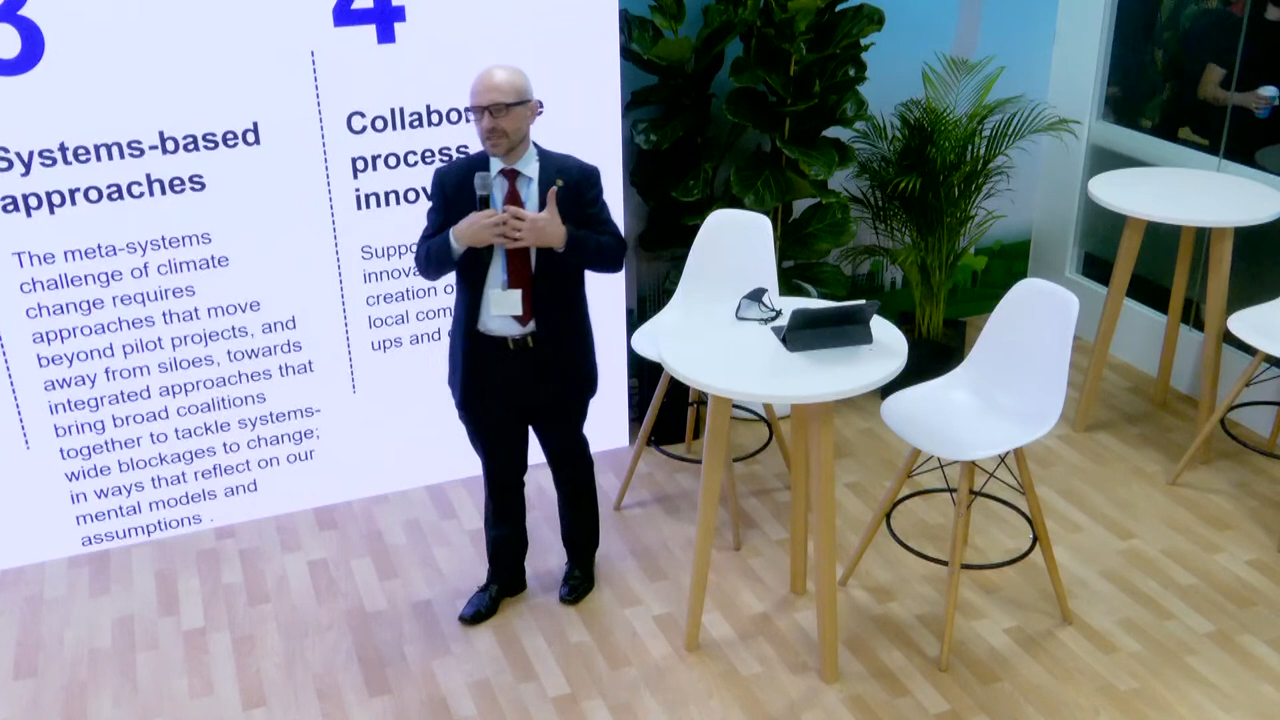 3
Systems-based
approaches
The meta-systems
challenge of climate
change requires
approaches that move
beyond pilot projects, and
away from siloes, towards
integrated approaches that
bring broad coalitions
together to tackle systems-
wide blockages to change;
in ways that reflect on our
mental models and
assumptions .
4
process